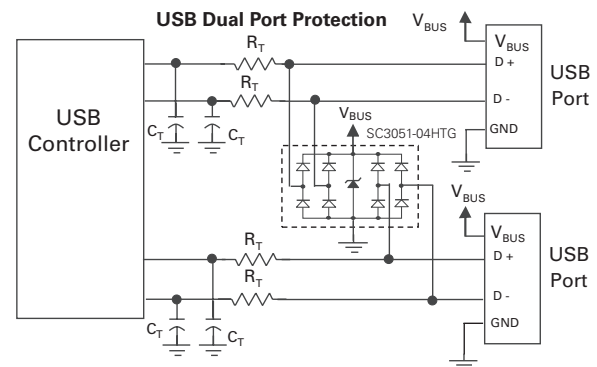 USB Dual Port Protection
V_BUS
R_T
V_BUS
D +
R_T
D -
USB
Port
USB
Controller
V_BUS
SC3051-04HTG
C_T
C_T
GND
V_BUS
R_T
V_BUS
D +
R_T
USB
Port
D -
C_T
C_T
GND